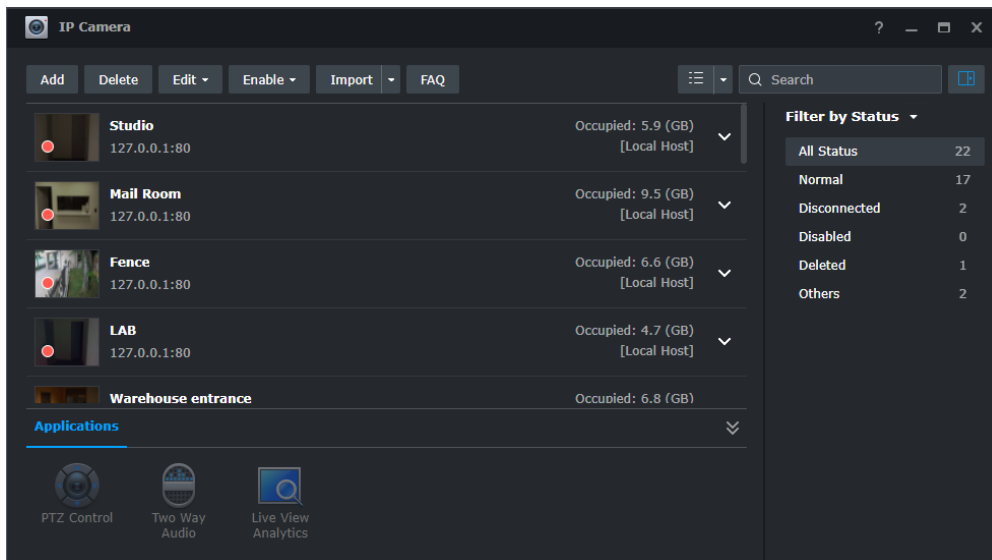 IP Camera
Add Delete Edit Enable Import FAQ Search
Studio Occupied: 5.9 (GB)
127.0.0.1:80 [Local Host]
Mail Room Occupied: 9.5 (GB)
127.0.0.1:80 [Local Host]
Fence Occupied: 6.6 (GB)
127.0.0.1:80 [Local Host]
LAB Occupied: 4.7 (GB)
127.0.0.1:80 [Local Host]
Warehouse entrance Occupied: 6.8 (GB)
Filter by Status
All Status 22
Normal 17
Disconnected 2
Disabled 0
Deleted 1
Others 2
Applications
PTZ Control
Two Way
Audio
Live View
Analytics